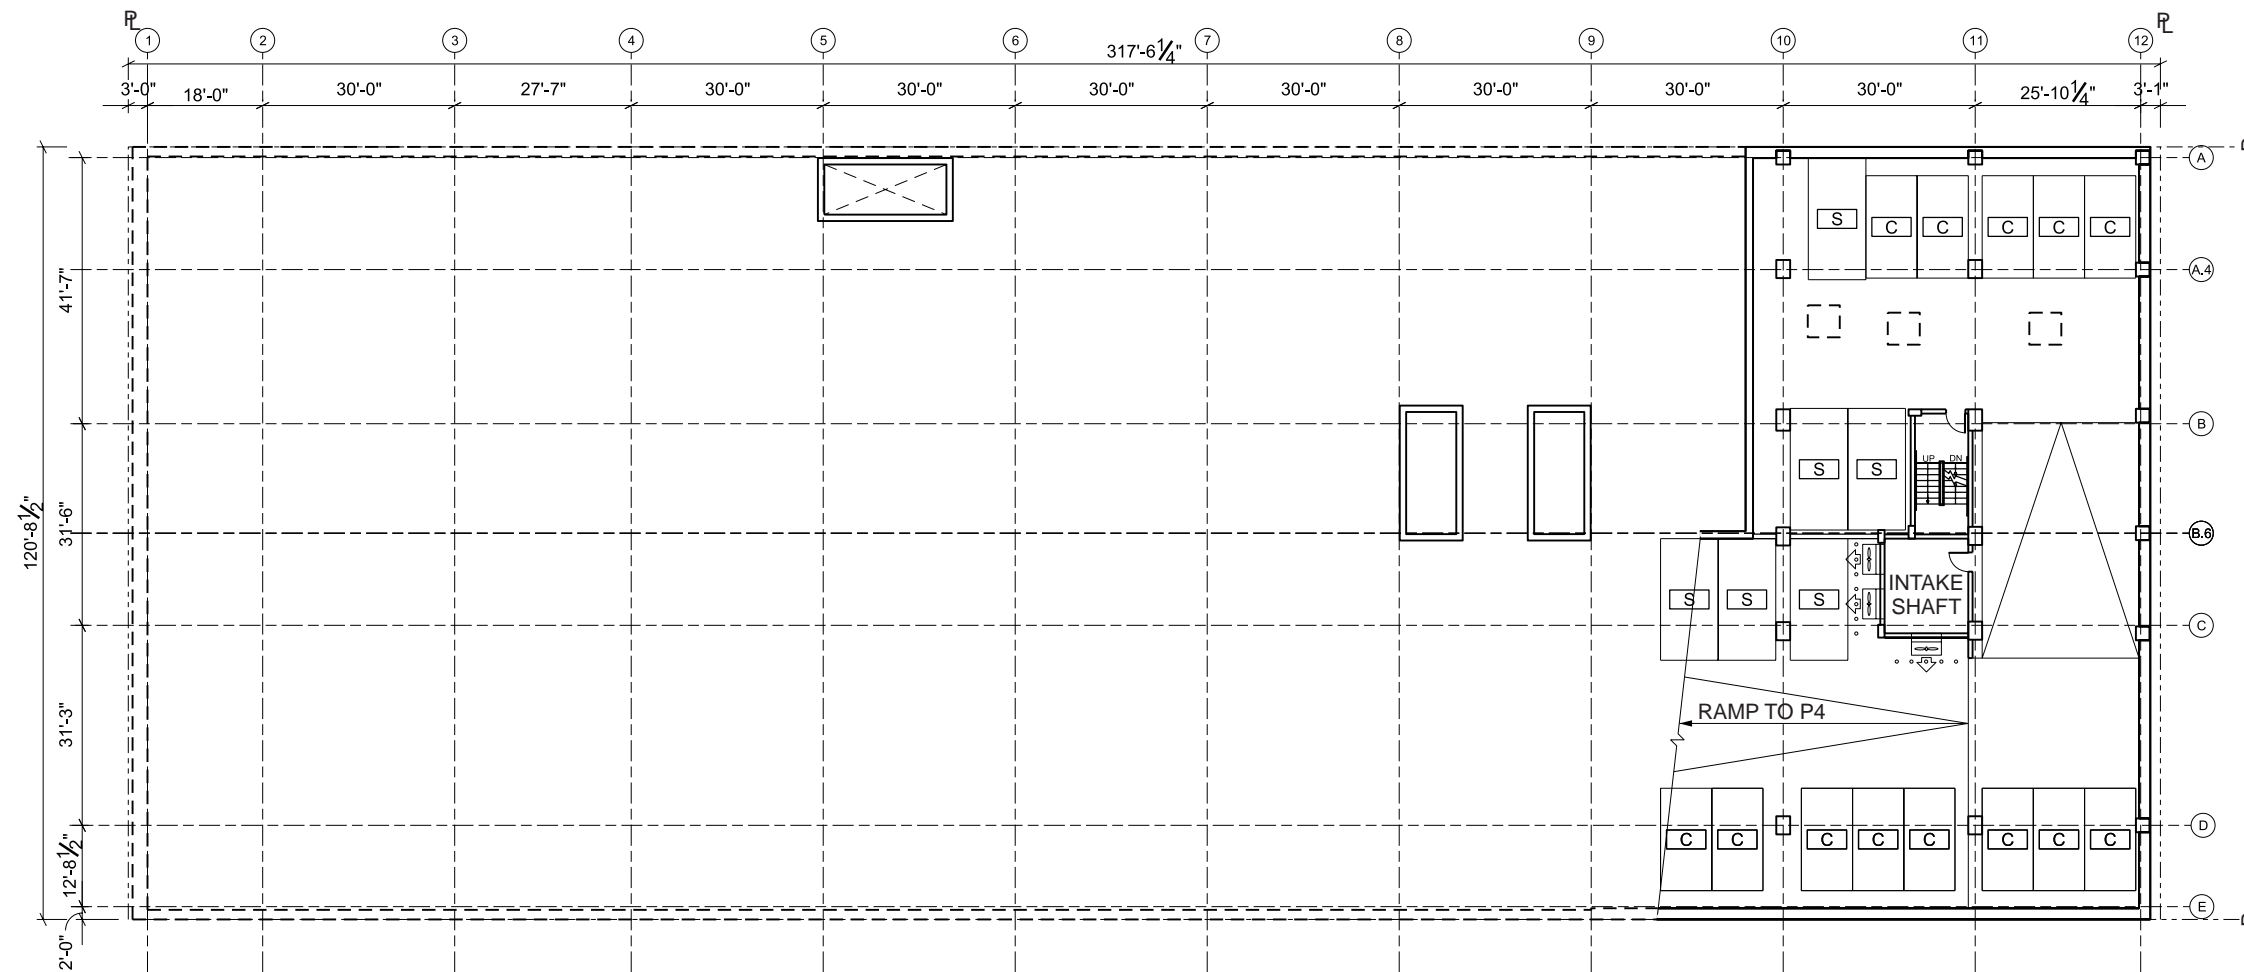 PL PL
1 2 3 4 5 6 7 8 9 10 11 12
317'-6 1/4"
3'-0" 18'-0" 30'-0" 27'-7" 30'-0" 30'-0" 30'-0" 30'-0" 30'-0" 30'-0" 30'-0" 25'-10 1/4" 3'-1"
A
S C C C C C
A.4
41'-7"
B
UP DN
S S
120'-8 1/2"
31'-6"
B.6
INTAKE
SHAFT
S S S
C
31'-3"
RAMP TO P4
D
12'-8 1/2"
C C C C C C C C
E
2'-0"